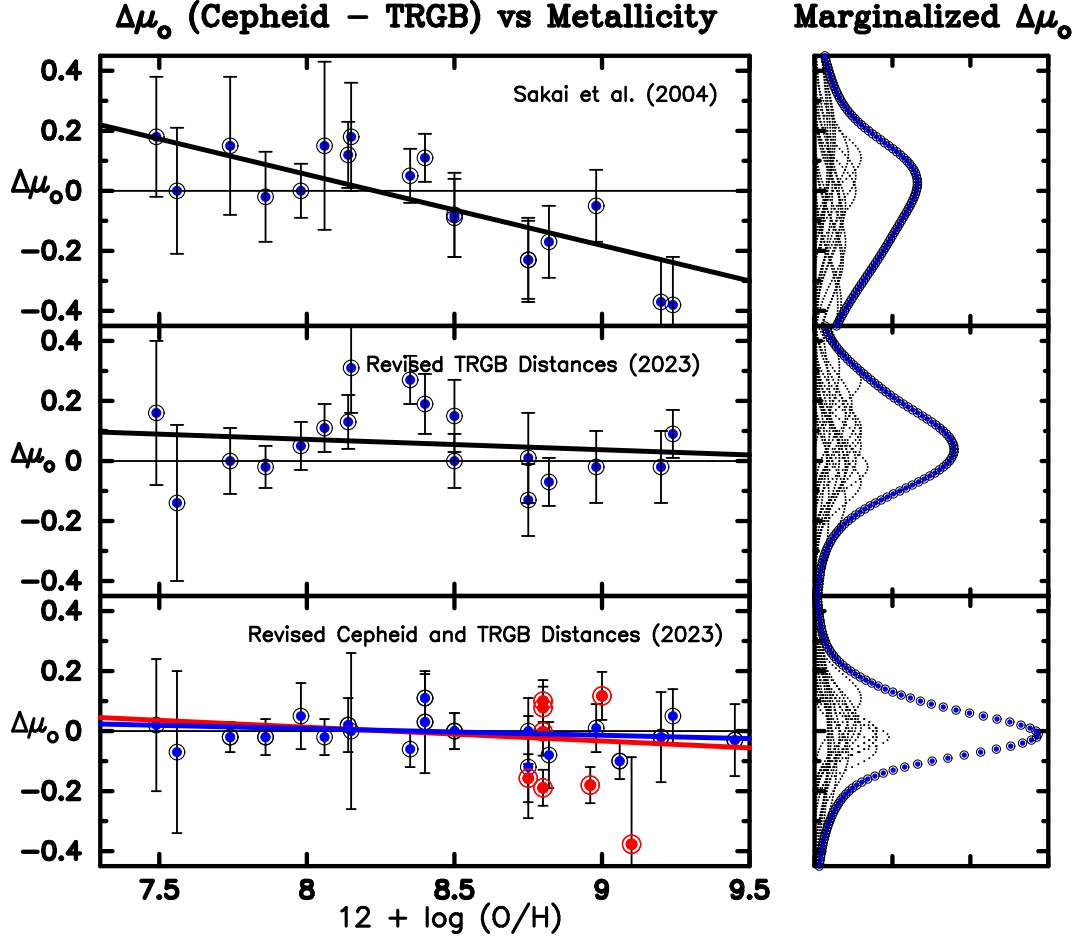 Δμo (Cepheid − TRGB) vs Metallicity
Marginalized Δμo
0.4
0.2
Δμo 0
−0.2
−0.4
Sakai et al. (2004)
0.4
0.2
Δμo 0
−0.2
−0.4
Revised TRGB Distances (2023)
0.4
0.2
Δμo 0
−0.2
−0.4
Revised Cepheid and TRGB Distances (2023)
7.5 8 8.5 9 9.5
12 + log (O/H)